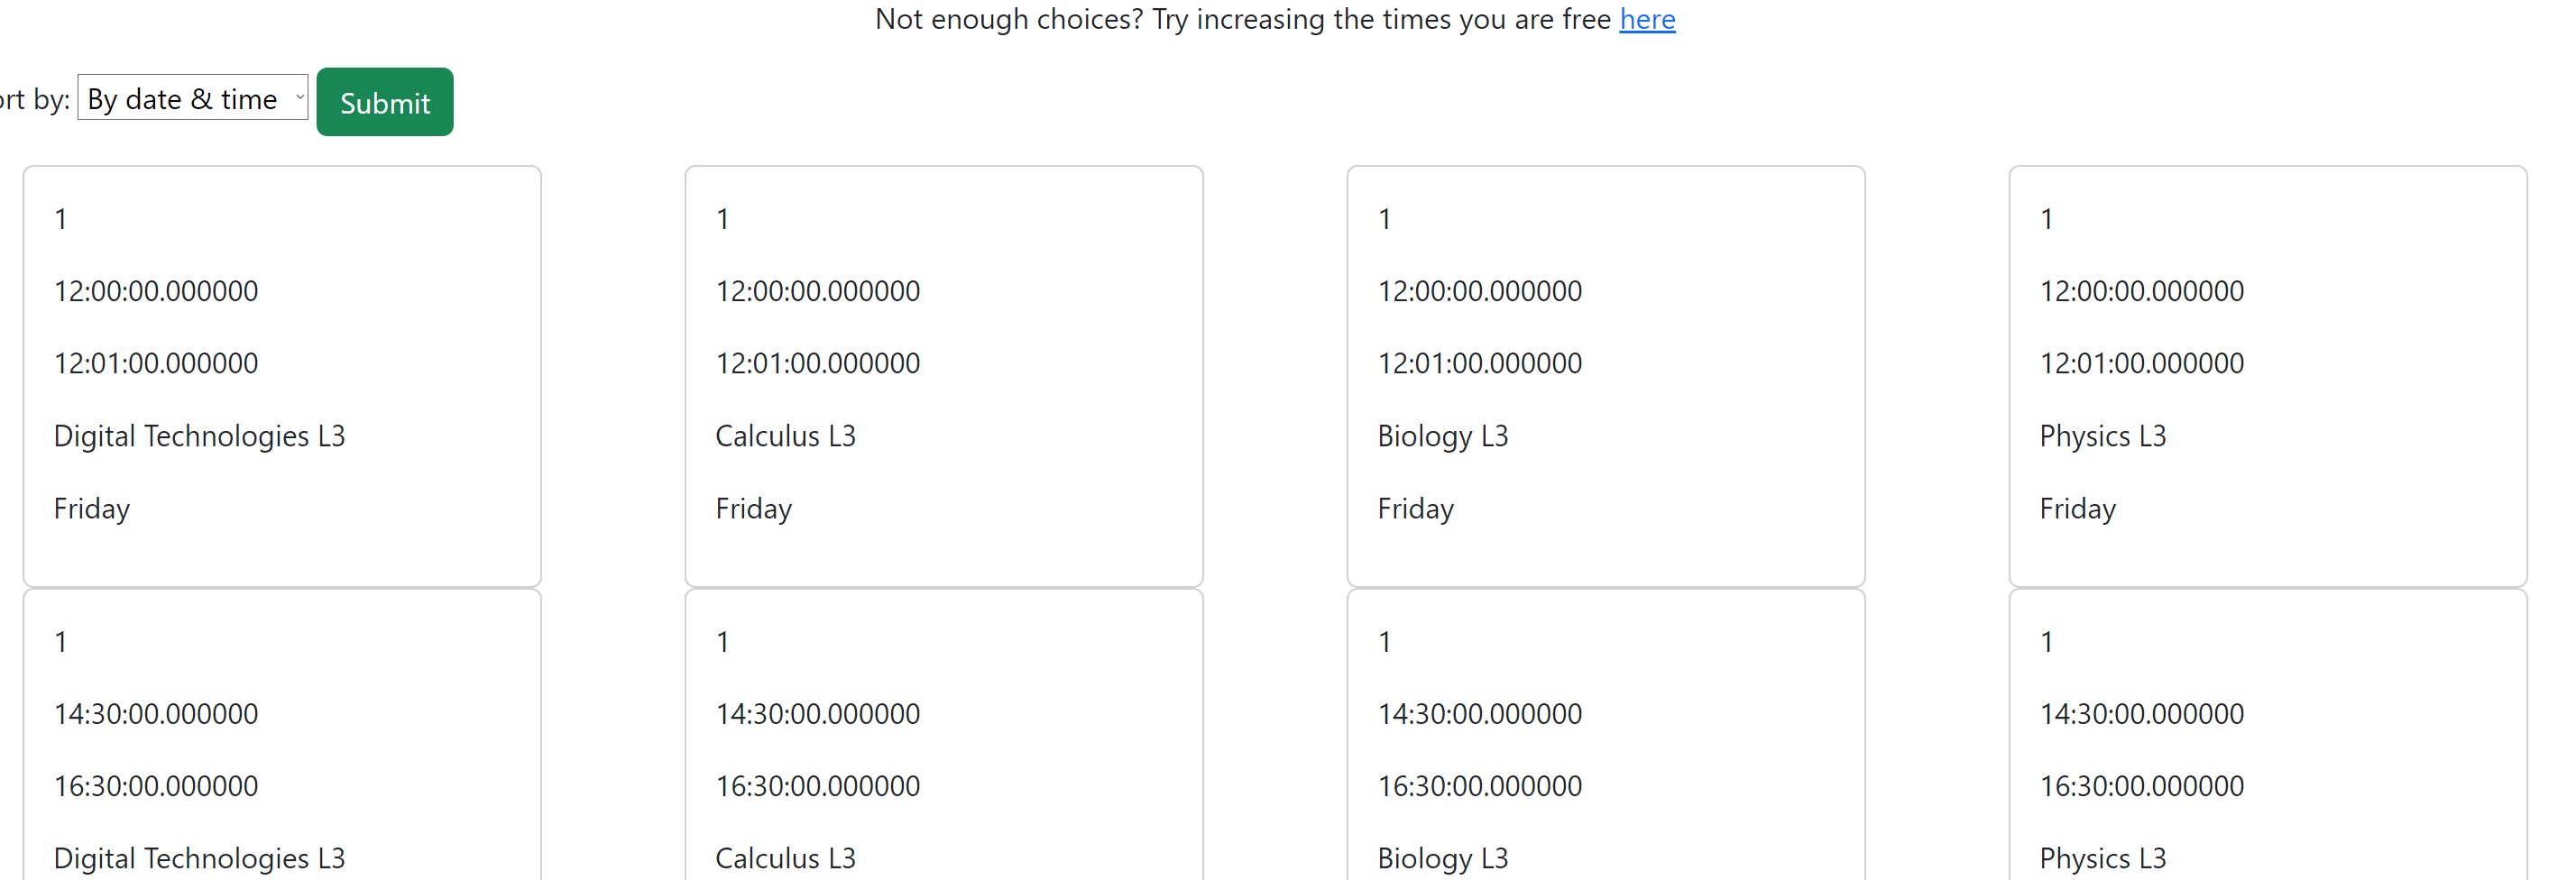 Not enough choices? Try increasing the times you are free here
ort by: By date & time Submit
1
12:00:00.000000
12:01:00.000000
Digital Technologies L3
Friday
1
12:00:00.000000
12:01:00.000000
Calculus L3
Friday
1
12:00:00.000000
12:01:00.000000
Biology L3
Friday
1
12:00:00.000000
12:01:00.000000
Physics L3
Friday
1
14:30:00.000000
16:30:00.000000
Digital Technologies L3
1
14:30:00.000000
16:30:00.000000
Calculus L3
1
14:30:00.000000
16:30:00.000000
Biology L3
1
14:30:00.000000
16:30:00.000000
Physics L3